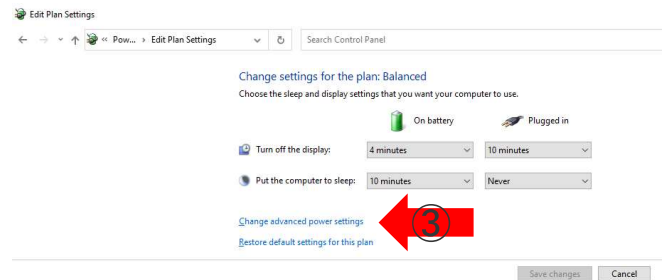 Edit Plan Settings
« Pow... › Edit Plan Settings Search Control Panel
Change settings for the plan: Balanced
Choose the sleep and display settings that you want your computer to use.
On battery Plugged in
Turn off the display: 4 minutes 10 minutes
Put the computer to sleep: 10 minutes Never
Change advanced power settings ③
Restore default settings for this plan
Save changes Cancel